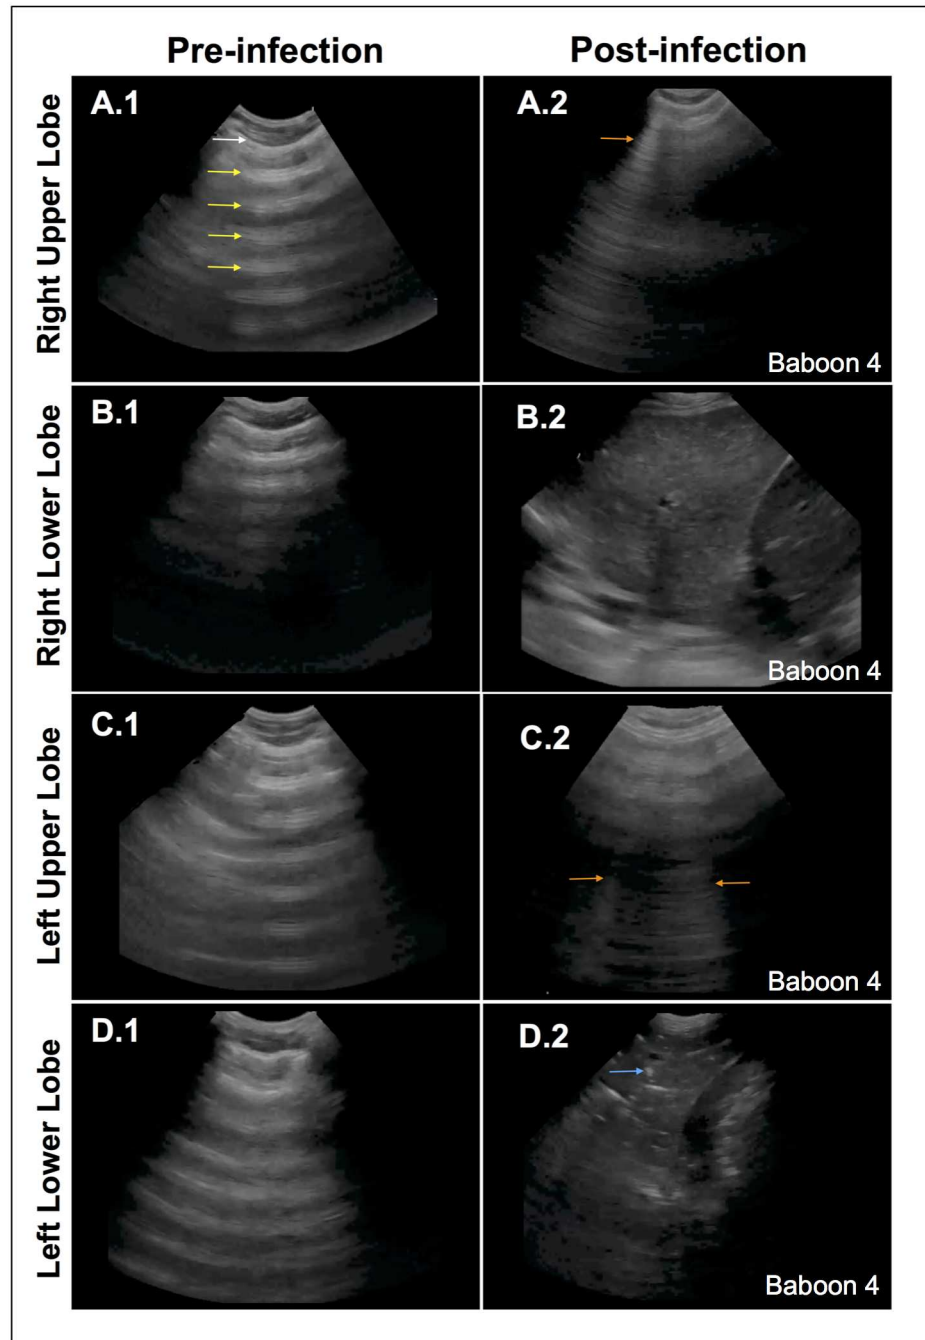 Pre-infection
Post-infection
Right Upper Lobe
A.1
A.2
Baboon 4
Right Lower Lobe
B.1
B.2
Baboon 4
Left Upper Lobe
C.1
C.2
Baboon 4
Left Lower Lobe
D.1
D.2
Baboon 4